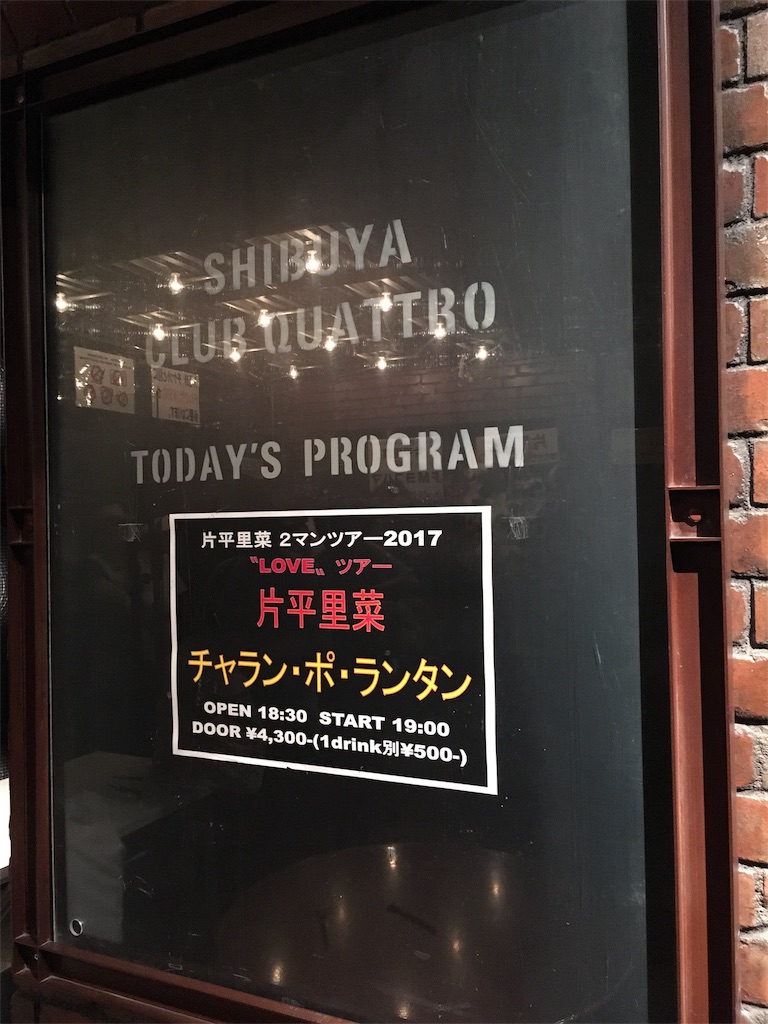 SHIBUYA
CLUB QUATTRO
TODAY'S PROGRAM
片平里菜 2マンツアー2017
〝LOVE〟ツアー
片平里菜
チャラン・ポ・ランタン
OPEN 18:30 START 19:00
DOOR ¥4,300-(1drink別¥500-)